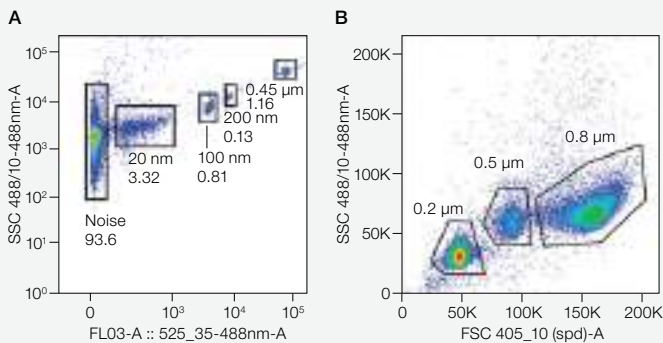 A
SSC 488/10-488nm-A
10⁵
10⁴
10³
10²
10¹
10⁰
0.45 µm
1.16
200 nm
0.13
20 nm
3.32
100 nm
0.81
Noise
93.6
0 10³ 10⁴ 10⁵
FL03-A :: 525_35-488nm-A
B
SSC 488/10-488nm-A
200K
150K
100K
50K
0
0.8 µm
0.5 µm
0.2 µm
0 50K 100K 150K 200K
FSC 405_10 (spd)-A